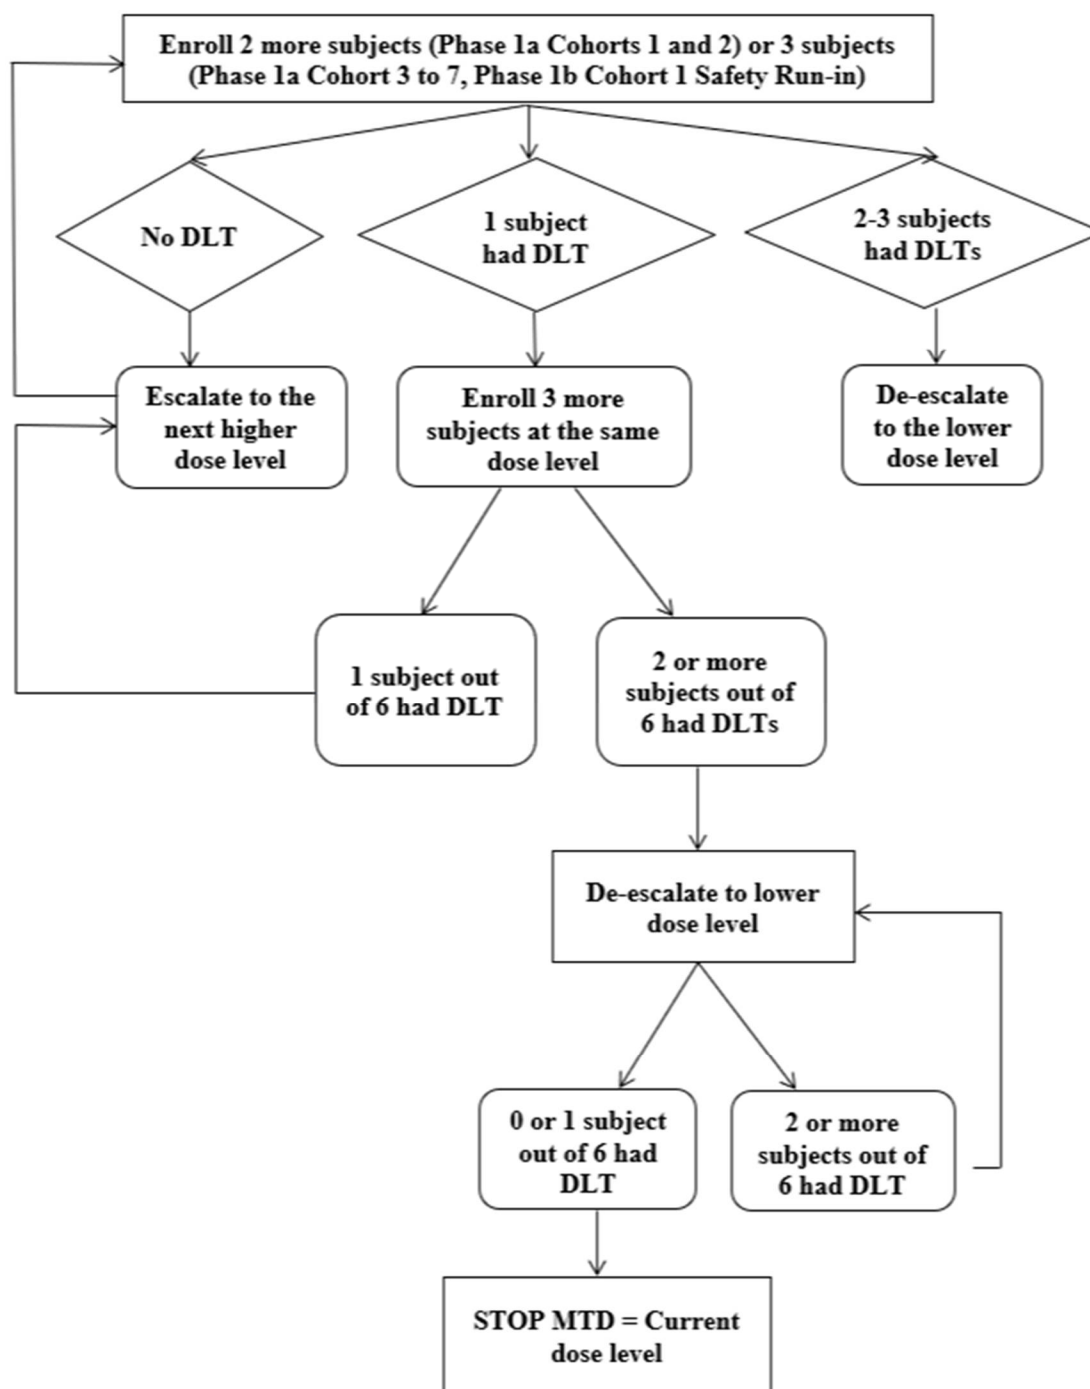 Enroll 2 more subjects (Phase 1a Cohorts 1 and 2) or 3 subjects
(Phase 1a Cohort 3 to 7, Phase 1b Cohort 1 Safety Run-in)
No DLT
1 subject
had DLT
2-3 subjects
had DLTs
Escalate to the
next higher
dose level
Enroll 3 more
subjects at the same
dose level
De-escalate
to the lower
dose level
1 subject out
of 6 had DLT
2 or more
subjects out of
6 had DLTs
De-escalate to lower
dose level
0 or 1 subject
out of 6 had
DLT
2 or more
subjects out of
6 had DLT
STOP MTD = Current
dose level